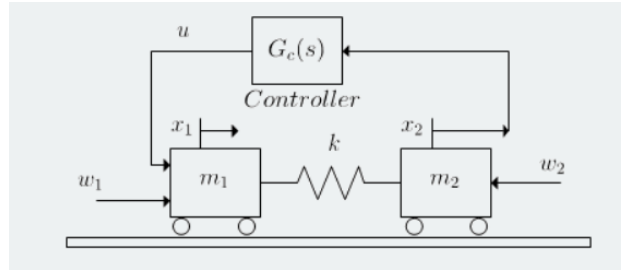 u
G_c(s)
Controller
x_1
x_2
k
w_1
m_1
m_2
w_2